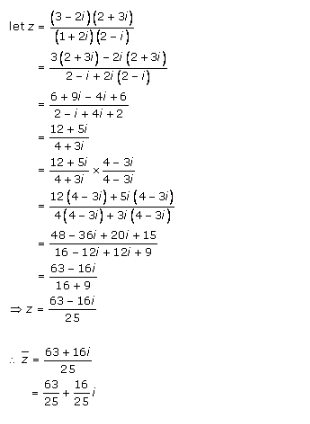 let z = ((3 − 2i)(2 + 3i))/((1 + 2i)(2 − i))
= (3(2 + 3i) − 2i(2 + 3i))/(2 − i + 2i(2 − i))
= (6 + 9i − 4i + 6)/(2 − i + 4i + 2)
= (12 + 5i)/(4 + 3i)
= (12 + 5i)/(4 + 3i) × (4 − 3i)/(4 − 3i)
= (12(4 − 3i) + 5i(4 − 3i))/(4(4 − 3i) + 3i(4 − 3i))
= (48 − 36i + 20i + 15)/(16 − 12i + 12i + 9)
= (63 − 16i)/(16 + 9)
⇒ z = (63 − 16i)/25
∴ z̅ = (63 + 16i)/25
= 63/25 + 16/25 i